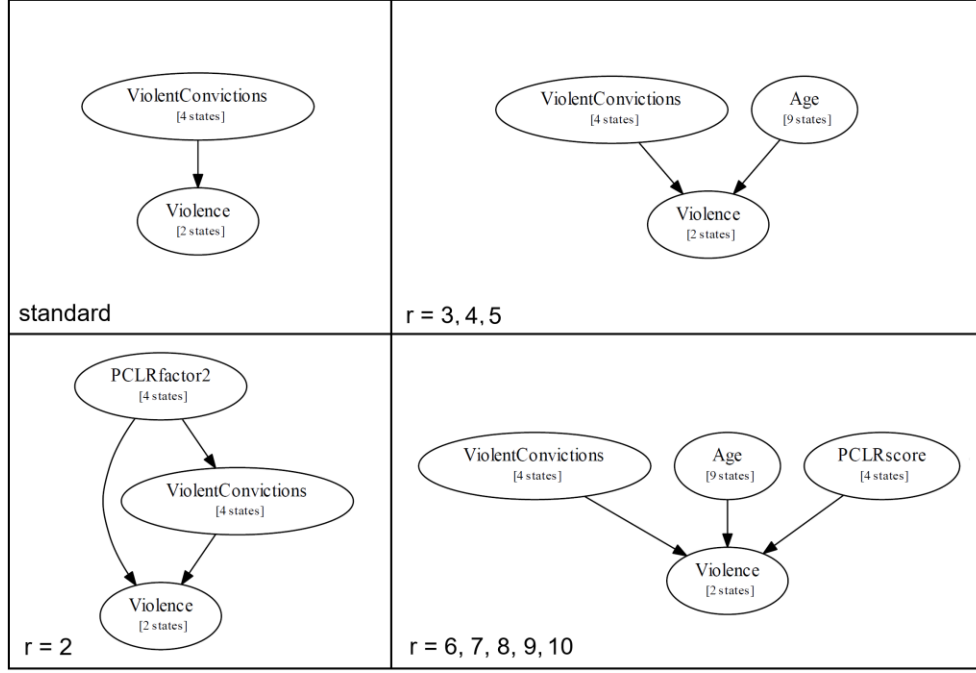 ViolentConvictions
[4 states]
Violence
[2 states]
standard
ViolentConvictions
[4 states]
Age
[9 states]
Violence
[2 states]
r = 3, 4, 5
PCLRfactor2
[4 states]
ViolentConvictions
[4 states]
Violence
[2 states]
r = 2
ViolentConvictions
[4 states]
Age
[9 states]
PCLRscore
[4 states]
Violence
[2 states]
r = 6, 7, 8, 9, 10